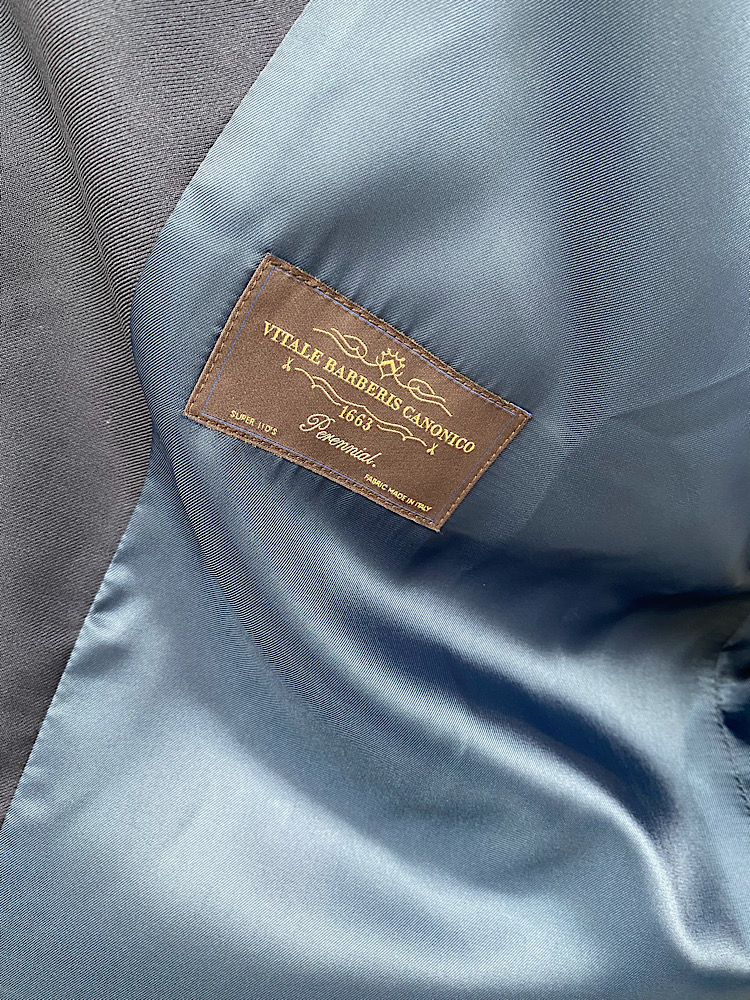 VITALE BARBERIS CANONICO
1663
Perennial.
SUPER 110'S
FABRIC MADE IN ITALY